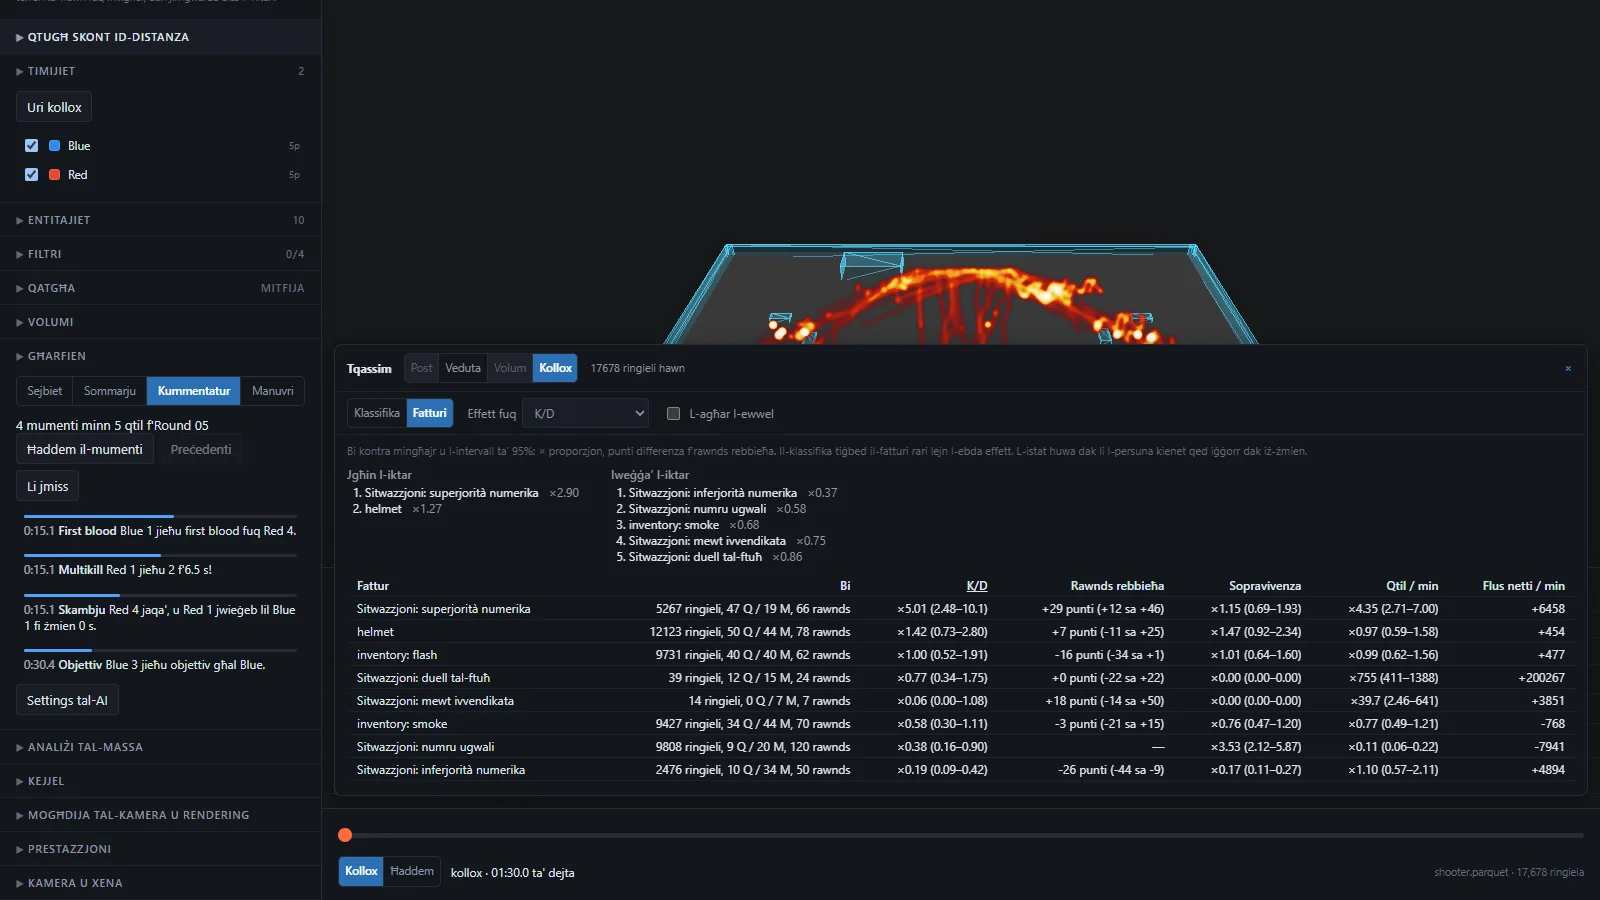 QTUGĦ SKONT ID-DISTANZA
TIMIJIET 2
Uri kollox
Blue 5p
Red 5p
ENTITAJIET 10
FILTRI 0/4
QATGĦA MITFIJA
VOLUMI
GĦARFIEN
Sejbiet Sommarju Kummentatur Manuvri
4 mumenti minn 5 qtil f'Round 05
Ħaddem il-mumenti Preċedenti
Li jmiss
0:15.1 First blood Blue 1 jieħu first blood fuq Red 4.
0:15.1 Multikill Red 1 jieħu 2 f'6.5 s!
0:15.1 Skambju Red 4 jaqa', u Red 1 jwieġeb lil Blue
1 fi żmien 0 s.
0:30.4 Objettiv Blue 3 jieħu objettiv għal Blue.
Settings tal-AI
ANALIŻI TAL-MASSA
KEJJEL
MOGĦDIJA TAL-KAMERA U RENDERING
PRESTAZZJONI
KAMERA U XENA
Tqassim Post Veduta Volum Kollox 17678 ringieli hawn ×
Klassifika Fatturi Effett fuq K/D L-agħar l-ewwel
Bi kontra mingħajr u l-intervall ta' 95%: × proporzjon, punti differenza f'rawnds rebbieħa. Il-klassifika tiġbed il-fatturi rari lejn l-ebda effett. L-istat huwa dak li l-persuna kienet qed iġġorr dak iż-żmien.
Jgħin l-iktar
1. Sitwazzjoni: superjorità numerika ×2.90
2. helmet ×1.27
Iweġġa' l-iktar
1. Sitwazzjoni: inferjorità numerika ×0.37
2. Sitwazzjoni: numru ugwali ×0.58
3. inventory: smoke ×0.68
4. Sitwazzjoni: mewt ivvendikata ×0.75
5. Sitwazzjoni: duell tal-ftuħ ×0.86
Fattur Bi K/D Rawnds rebbieħa Sopravivenza Qtil / min Flus netti / min
Sitwazzjoni: superjorità numerika 5267 ringieli, 47 Q / 19 M, 66 rawnds ×5.01 (2.48–10.1) +29 punti (+12 sa +46) ×1.15 (0.69–1.93) ×4.35 (2.71–7.00) +6458
helmet 12123 ringieli, 50 Q / 44 M, 78 rawnds ×1.42 (0.73–2.80) +7 punti (-11 sa +25) ×1.47 (0.92–2.34) ×0.97 (0.59–1.58) +454
inventory: flash 9731 ringieli, 40 Q / 40 M, 62 rawnds ×1.00 (0.52–1.91) -16 punti (-34 sa +1) ×1.01 (0.64–1.60) ×0.99 (0.62–1.56) +477
Sitwazzjoni: duell tal-ftuħ 39 ringieli, 12 Q / 15 M, 24 rawnds ×0.77 (0.34–1.75) +0 punti (-22 sa +22) ×0.00 (0.00–0.00) ×755 (411–1388) +200267
Sitwazzjoni: mewt ivvendikata 14 ringieli, 0 Q / 7 M, 7 rawnds ×0.06 (0.00–1.08) +18 punti (-14 sa +50) ×0.00 (0.00–0.00) ×39.7 (2.46–641) +3851
inventory: smoke 9427 ringieli, 34 Q / 44 M, 70 rawnds ×0.58 (0.30–1.11) -3 punti (-21 sa +15) ×0.76 (0.47–1.20) ×0.77 (0.49–1.21) -768
Sitwazzjoni: numru ugwali 9808 ringieli, 9 Q / 20 M, 120 rawnds ×0.38 (0.16–0.90) — ×3.53 (2.12–5.87) ×0.11 (0.06–0.22) -7941
Sitwazzjoni: inferjorità numerika 2476 ringieli, 10 Q / 34 M, 50 rawnds ×0.19 (0.09–0.42) -26 punti (-44 sa -9) ×0.17 (0.11–0.27) ×1.10 (0.57–2.11) +4894
Kollox Ħaddem kollox · 01:30.0 ta' dejta
shooter.parquet · 17,678 ringiela